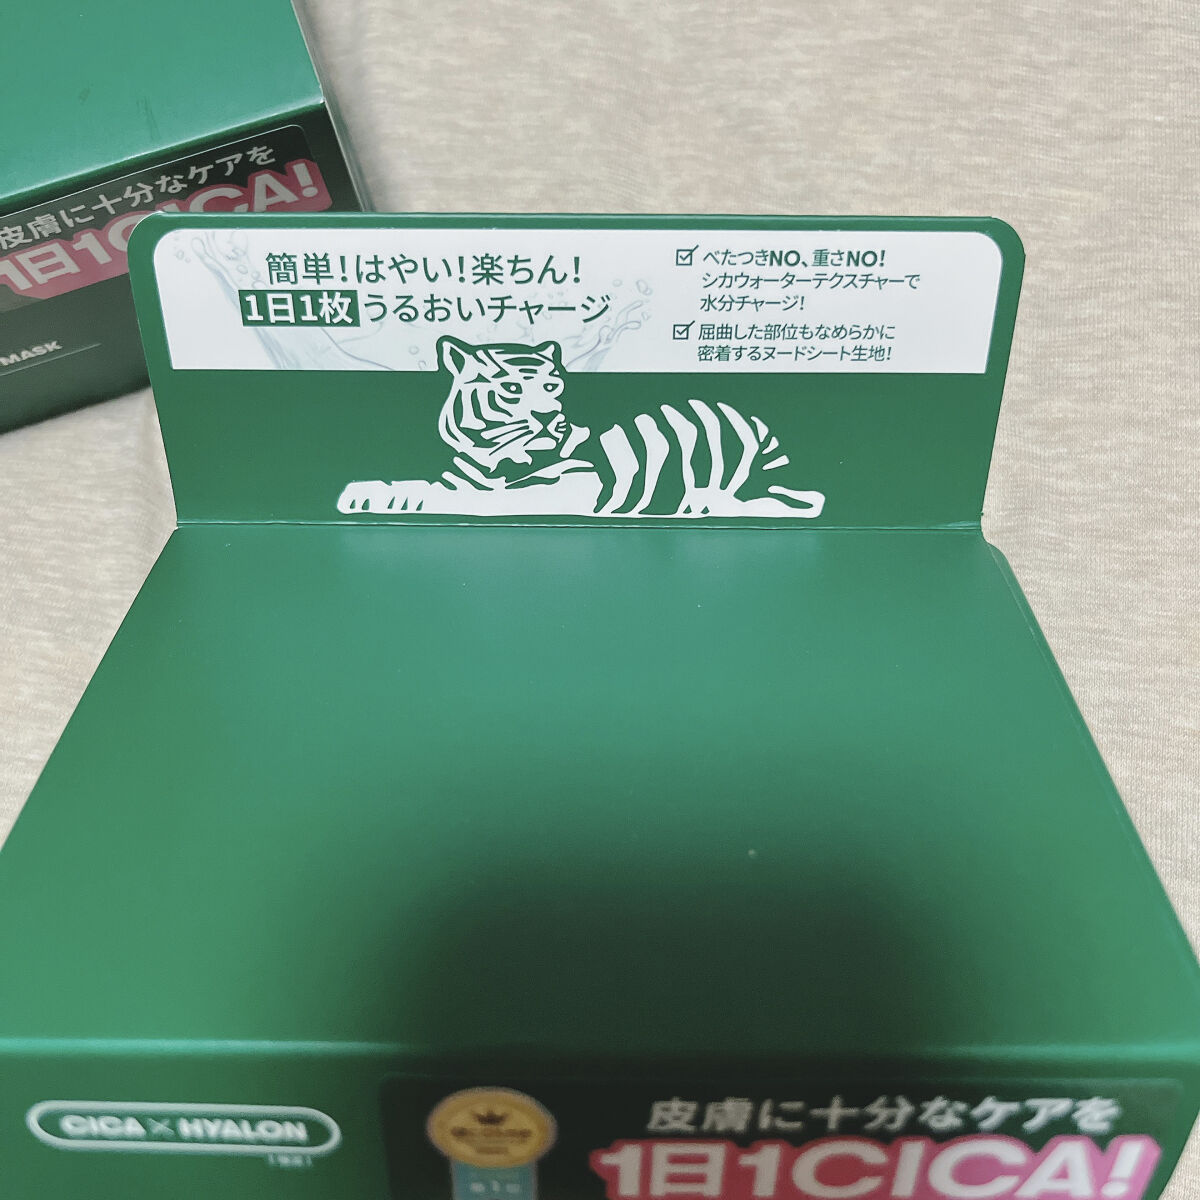 皮膚に十分なケアを
1日1CICA!
MASK
簡単!はやい!楽ちん!
1日1枚うるおいチャージ
べたつきNO、重さNO!
シカウォーターテクスチャーで
水分チャージ!
屈曲した部位もなめらかに
密着するヌードシート生地!
CICA×HYALON
皮膚に十分なケアを
1日1CICA!